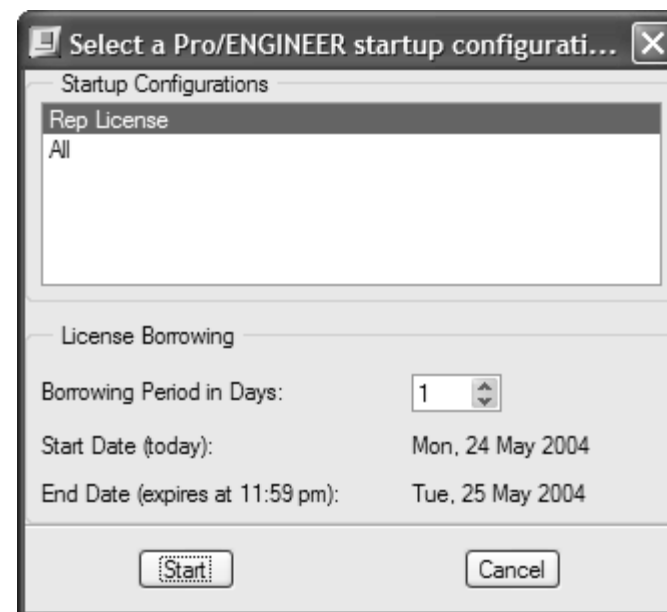 Select a Pro/ENGINEER startup configurati...
Startup Configurations
Rep License
All
License Borrowing
Borrowing Period in Days: 1
Start Date (today): Mon, 24 May 2004
End Date (expires at 11:59 pm): Tue, 25 May 2004
Start Cancel